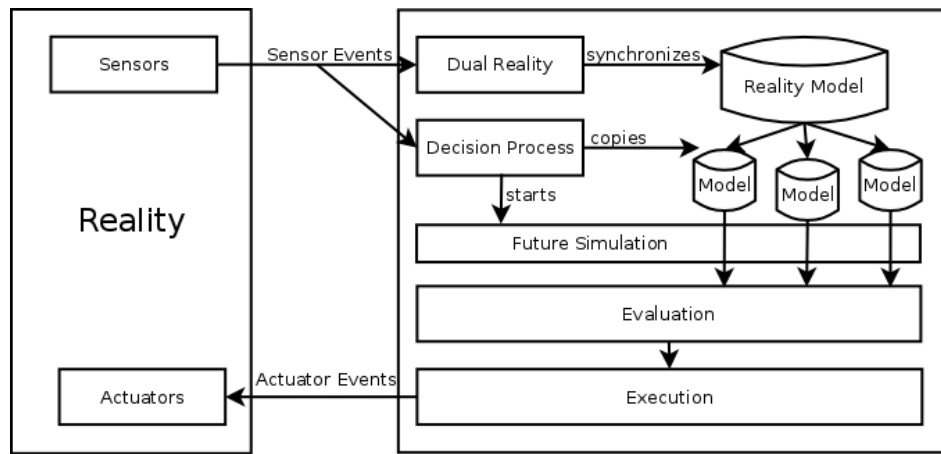 Sensors
Sensor Events
Dual Reality
synchronizes
Reality Model
Decision Process
copies
Model
Model
Model
starts
Reality
Future Simulation
Evaluation
Actuators
Actuator Events
Execution